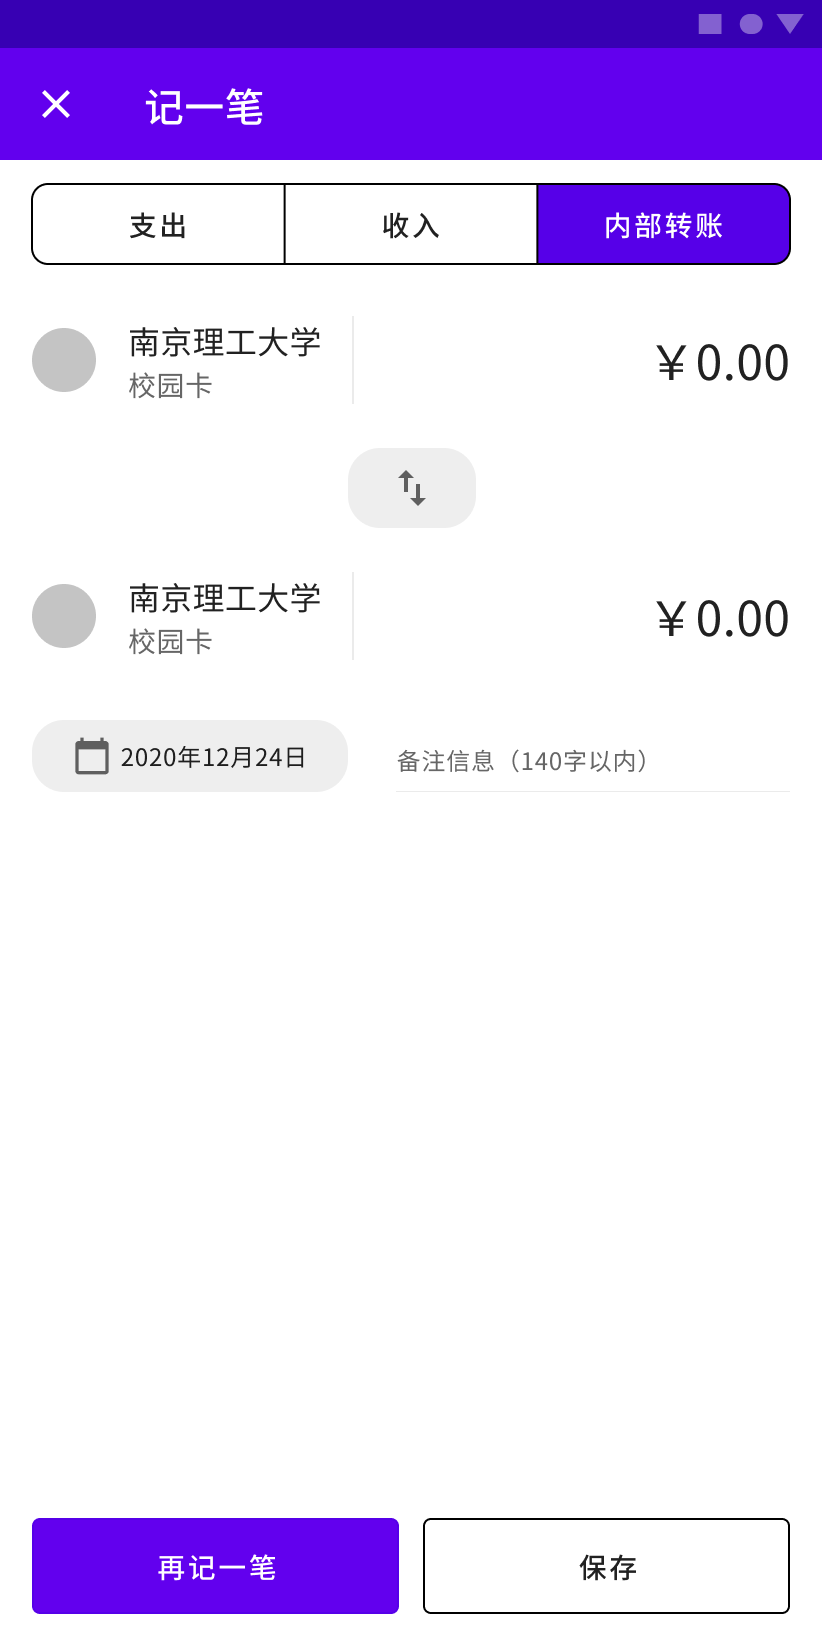 记一笔
支出 收入 内部转账
南京理工大学
校园卡
¥0.00
南京理工大学
校园卡
¥0.00
2020年12月24日 备注信息（140字以内）
再记一笔 保存